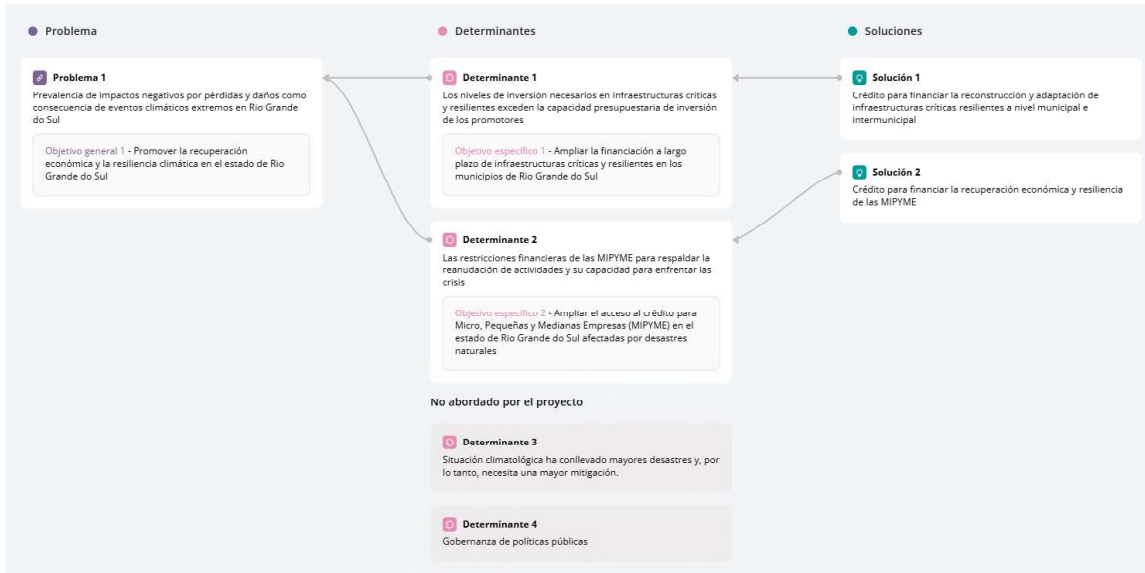 Problema
Determinantes
Soluciones
Problema 1
Prevalencia de impactos negativos por pérdidas y daños como
consecuencia de eventos climáticos extremos en Rio Grande
do Sul
Objetivo general 1 - Promover la recuperación
económica y la resiliencia climática en el estado de Rio
Grande do Sul
Determinante 1
Los niveles de inversión necesarios en infraestructuras críticas
y resilientes exceden la capacidad presupuestaria de inversión
de los promotores
Objetivo específico 1 - Ampliar la financiación a largo
plazo de infraestructuras críticas y resilientes en los
municipios de Rio Grande do Sul
Determinante 2
Las restricciones financieras de las MIPYME para respaldar la
reanudación de actividades y su capacidad para enfrentar las
crisis
Objetivo específico 2 - Ampliar el acceso al crédito para
Micro, Pequeñas y Medianas Empresas (MIPYME) en el
estado de Rio Grande do Sul afectadas por desastres
naturales
No abordado por el proyecto
Determinante 3
Situación climatológica ha conllevado mayores desastres y, por
lo tanto, necesita una mayor mitigación.
Determinante 4
Gobernanza de políticas públicas
Solución 1
Crédito para financiar la reconstrucción y adaptación de
infraestructuras críticas resilientes a nivel municipal e
intermunicipal
Solución 2
Crédito para financiar la recuperación económica y resiliencia
de las MIPYME